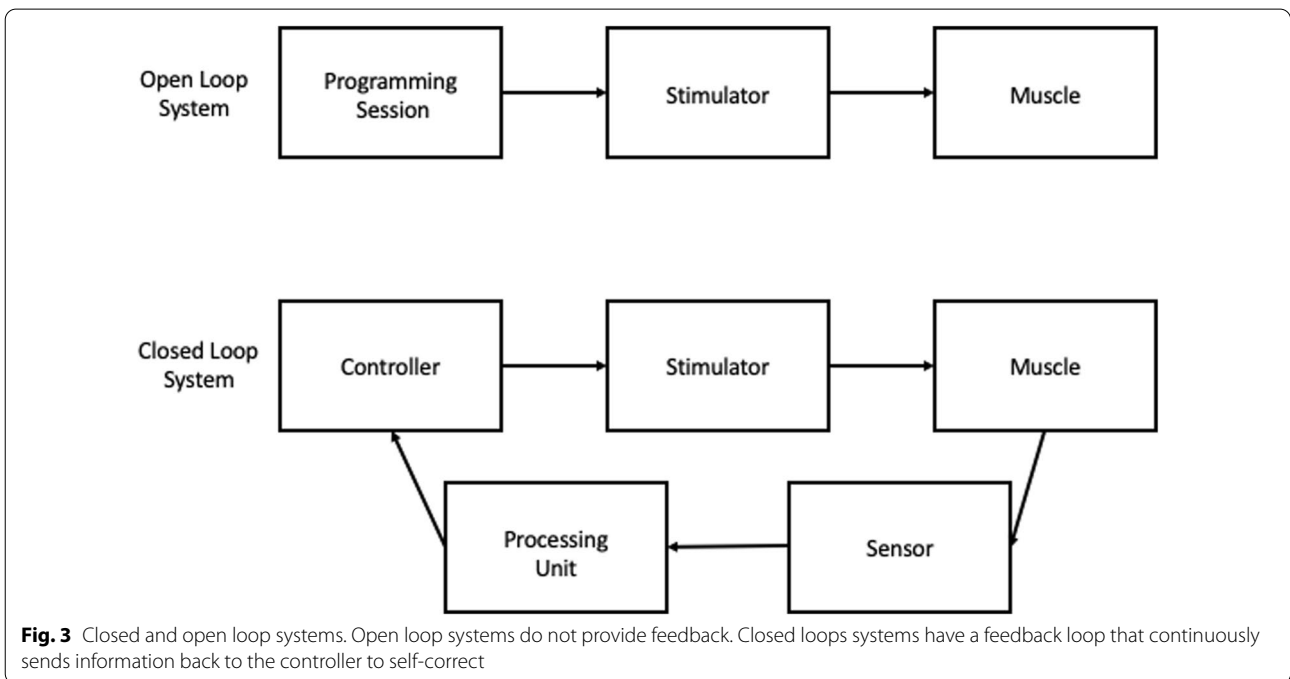 Open Loop
System
Programming
Session
Stimulator
Muscle
Closed Loop
System
Controller
Stimulator
Muscle
Processing
Unit
Sensor
Fig. 3 Closed and open loop systems. Open loop systems do not provide feedback. Closed loops systems have a feedback loop that continuously
sends information back to the controller to self-correct